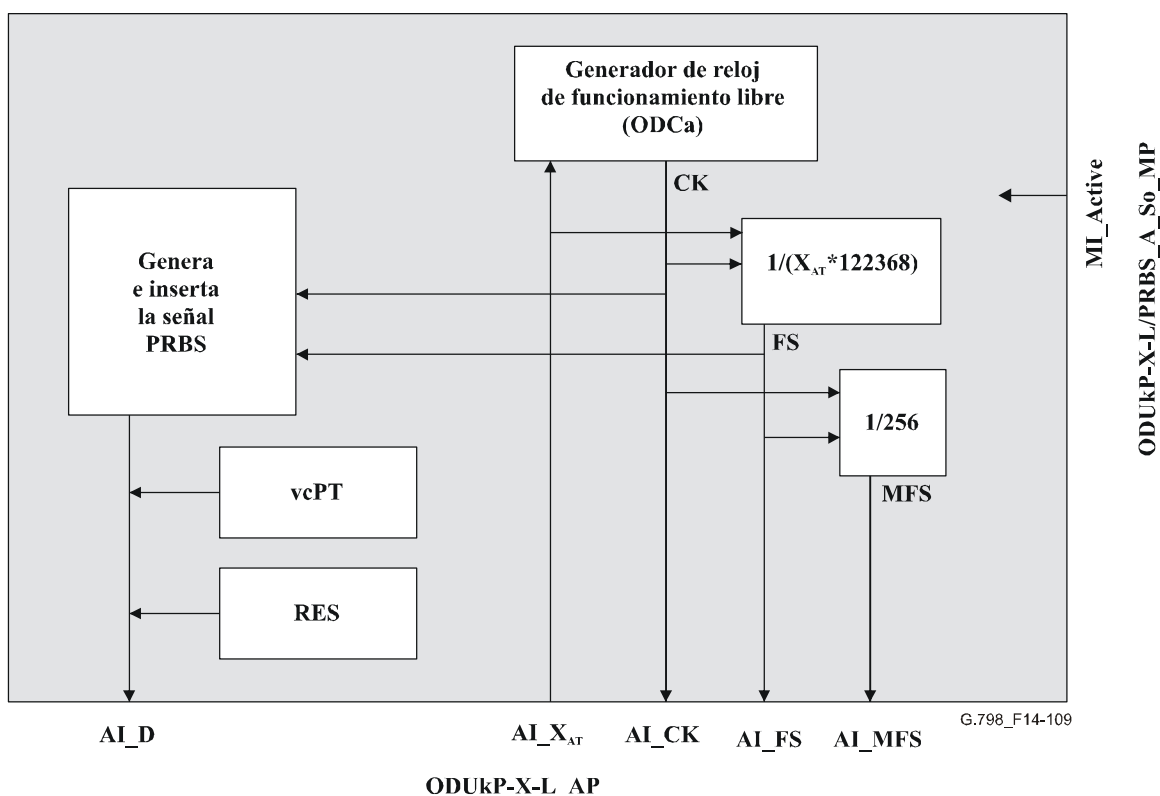 Generador de reloj
de funcionamiento libre
(ODCa)
CK
Genera
e inserta
la señal
PRBS
1/(X_AT*122368)
FS
1/256
MFS
vcPT
RES
MI_Active
ODUkP-X-L/PRBS_A_So_MP
G.798_F14-109
AI_D
AI_X_AT
AI_CK
AI_FS
AI_MFS
ODUkP-X-L_AP